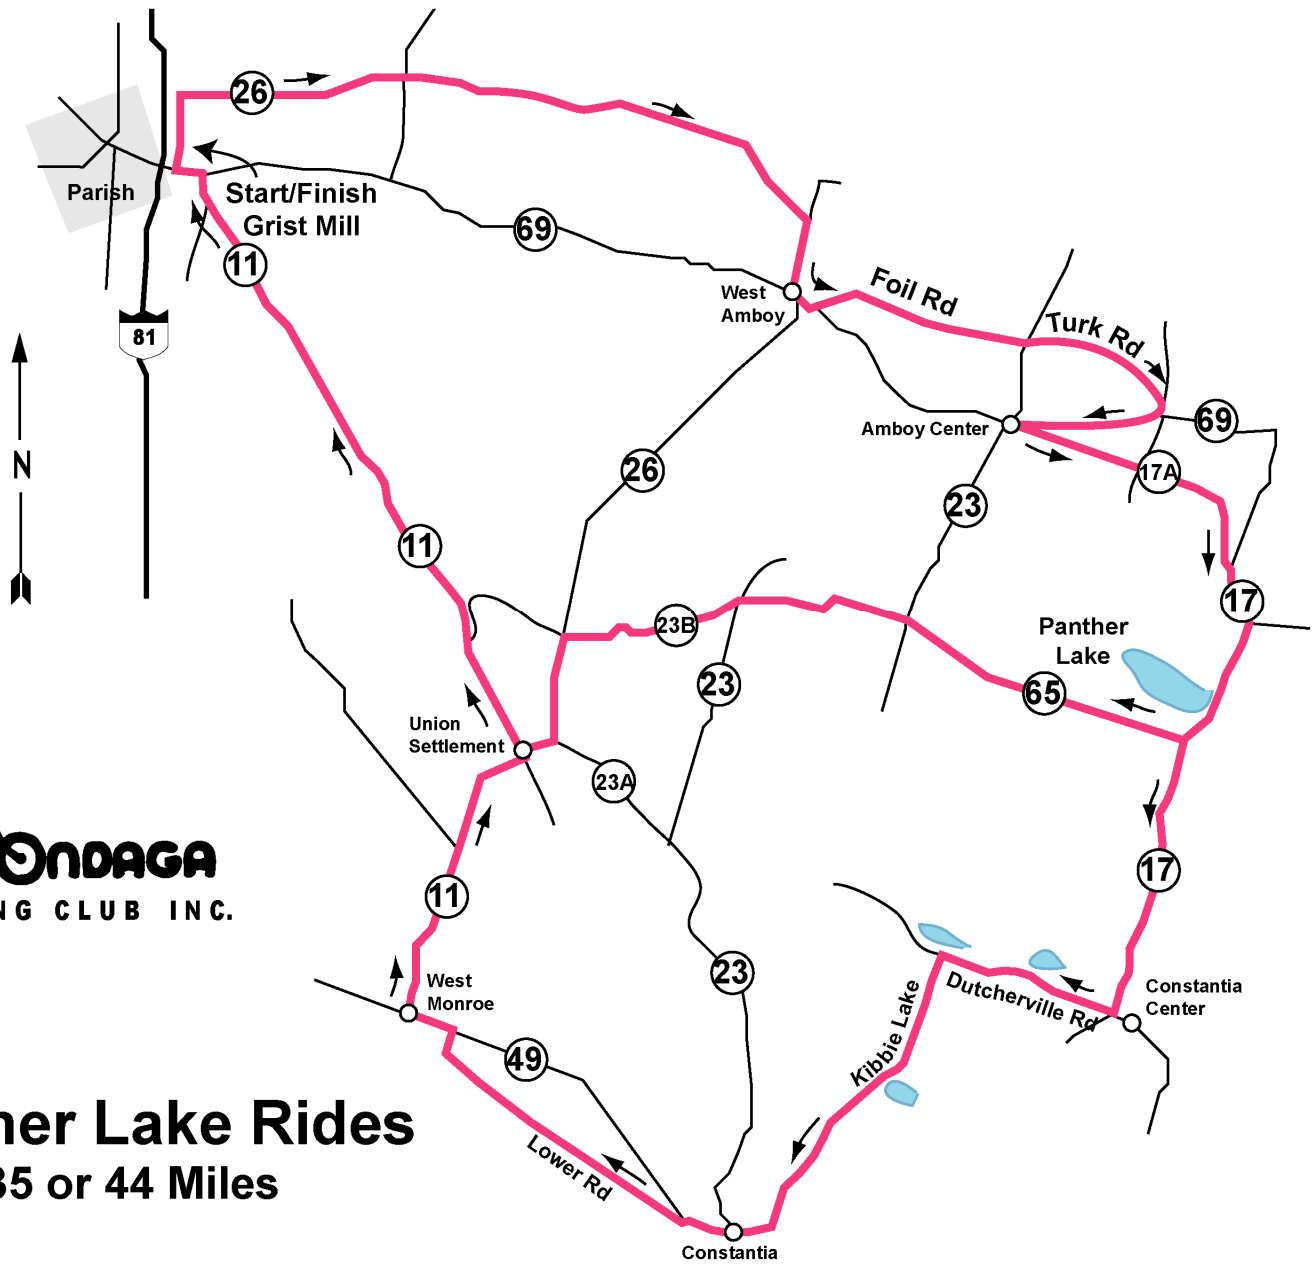 26
Parish
Start/Finish
Grist Mill
69
11
81
N
West
Amboy
Foil Rd
Turk Rd
Amboy Center
69
17A
26
23
11
17
Panther
Lake
23B
23
65
Union
Settlement
23A
17
ONDAGA
NG CLUB INC.
11
West
Monroe
23
Dutcherville Rd
Constantia
Center
Kibbie Lake
49
Lower Rd
her Lake Rides
35 or 44 Miles
Constantia